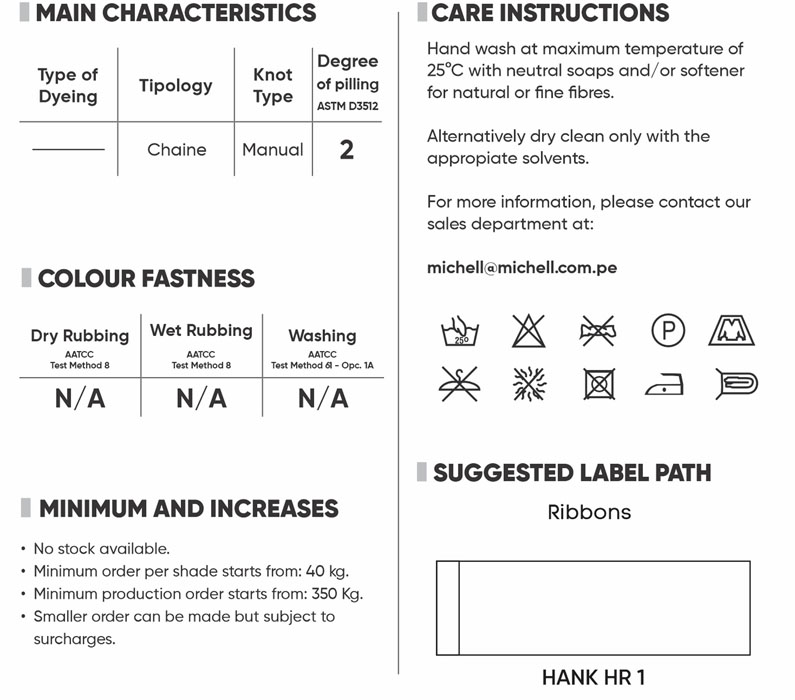 MAIN CHARACTERISTICS
Type of
Dyeing
Tipology
Knot
Type
Degree
of pilling
ASTM D3512
Chaine
Manual
2
COLOUR FASTNESS
Dry Rubbing
AATCC
Test Method 8
Wet Rubbing
AATCC
Test Method 8
Washing
AATCC
Test Method 61 - Opc. 1A
N/A
N/A
N/A
MINIMUM AND INCREASES
• No stock available.
• Minimum order per shade starts from: 40 kg.
• Minimum production order starts from: 350 Kg.
• Smaller order can be made but subject to
surcharges.
CARE INSTRUCTIONS
Hand wash at maximum temperature of
25°C with neutral soaps and/or softener
for natural or fine fibres.
Alternatively dry clean only with the
appropiate solvents.
For more information, please contact our
sales department at:
michell@michell.com.pe
25°
P
SUGGESTED LABEL PATH
Ribbons
HANK HR 1